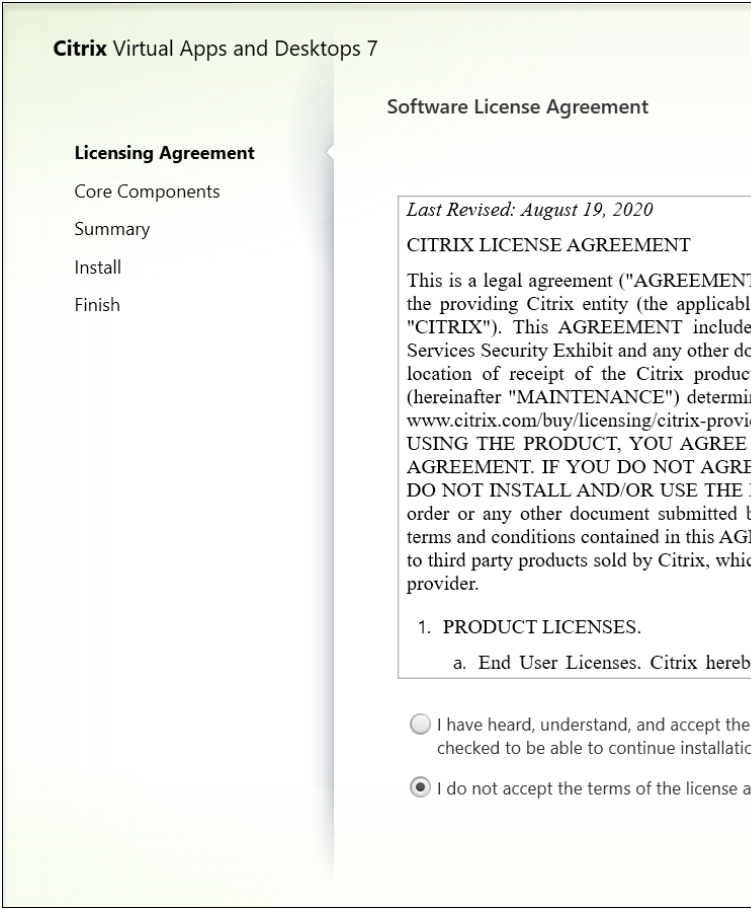 Citrix Virtual Apps and Desktops 7
Software License Agreement
Licensing Agreement
Core Components
Summary
Install
Finish
Last Revised: August 19, 2020
CITRIX LICENSE AGREEMENT
This is a legal agreement ("AGREEMENT
the providing Citrix entity (the applicabl
"CITRIX"). This AGREEMENT include
Services Security Exhibit and any other do
location of receipt of the Citrix produc
(hereinafter "MAINTENANCE") determi
www.citrix.com/buy/licensing/citrix-provi
USING THE PRODUCT, YOU AGREE
AGREEMENT. IF YOU DO NOT AGRE
DO NOT INSTALL AND/OR USE THE
order or any other document submitted b
terms and conditions contained in this AG
to third party products sold by Citrix, whic
provider.
1. PRODUCT LICENSES.
a. End User Licenses. Citrix hereb
I have heard, understand, and accept the
checked to be able to continue installatio
I do not accept the terms of the license a